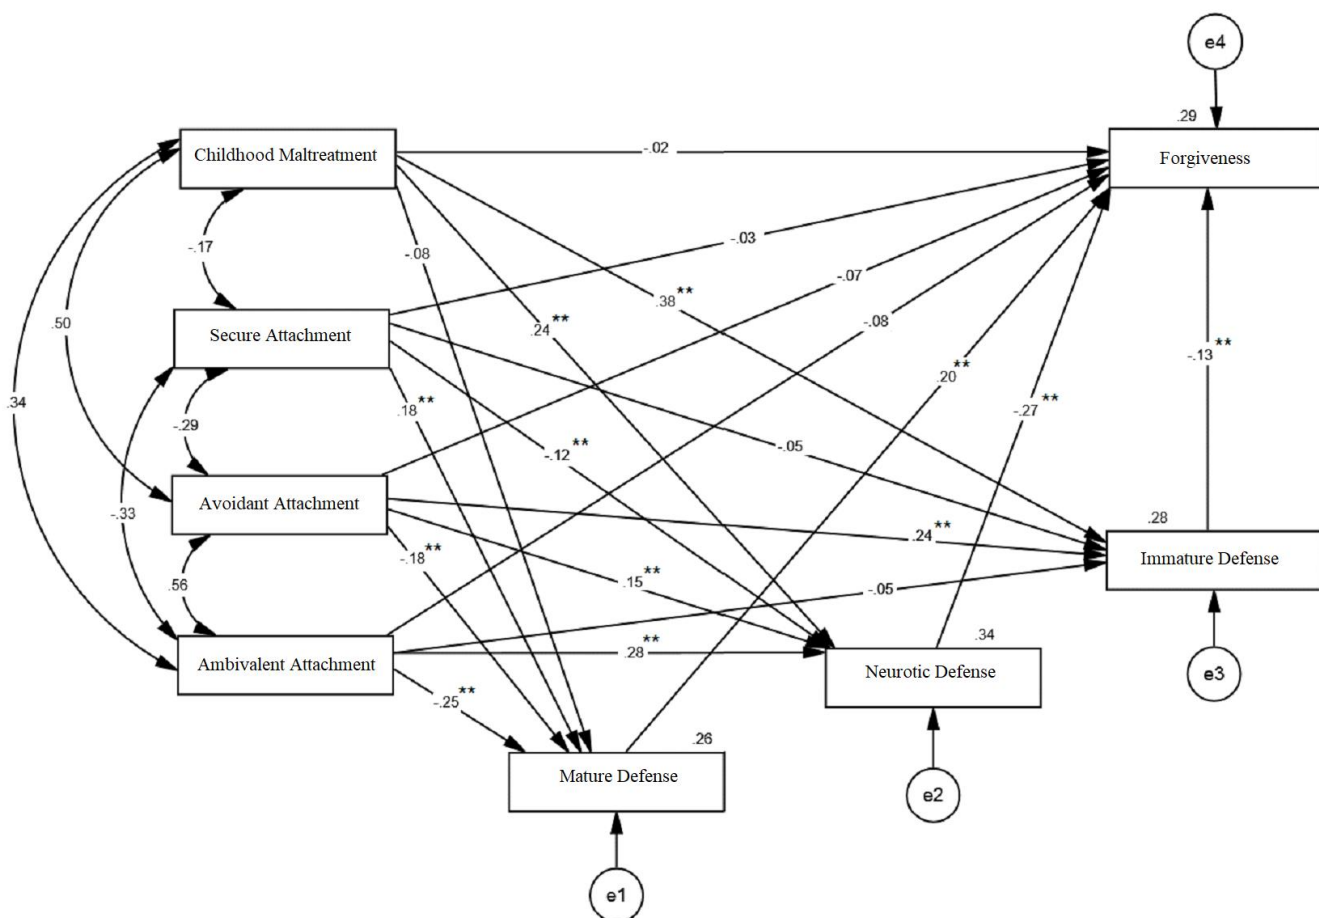 e4
.29
Childhood Maltreatment
-.02
Forgiveness
-.17
-.08
-.03
-.07
.38**
.50
.24**
-.08
Secure Attachment
-.13**
.20**
.34
.18**
-.27**
-.29
-.12**
-.05
Avoidant Attachment
-.33
.28
.24**
-.18**
Immature Defense
.56
.15**
-.05
.34
.28**
Ambivalent Attachment
Neurotic Defense
e3
-.25**
.26
Mature Defense
e2
e1